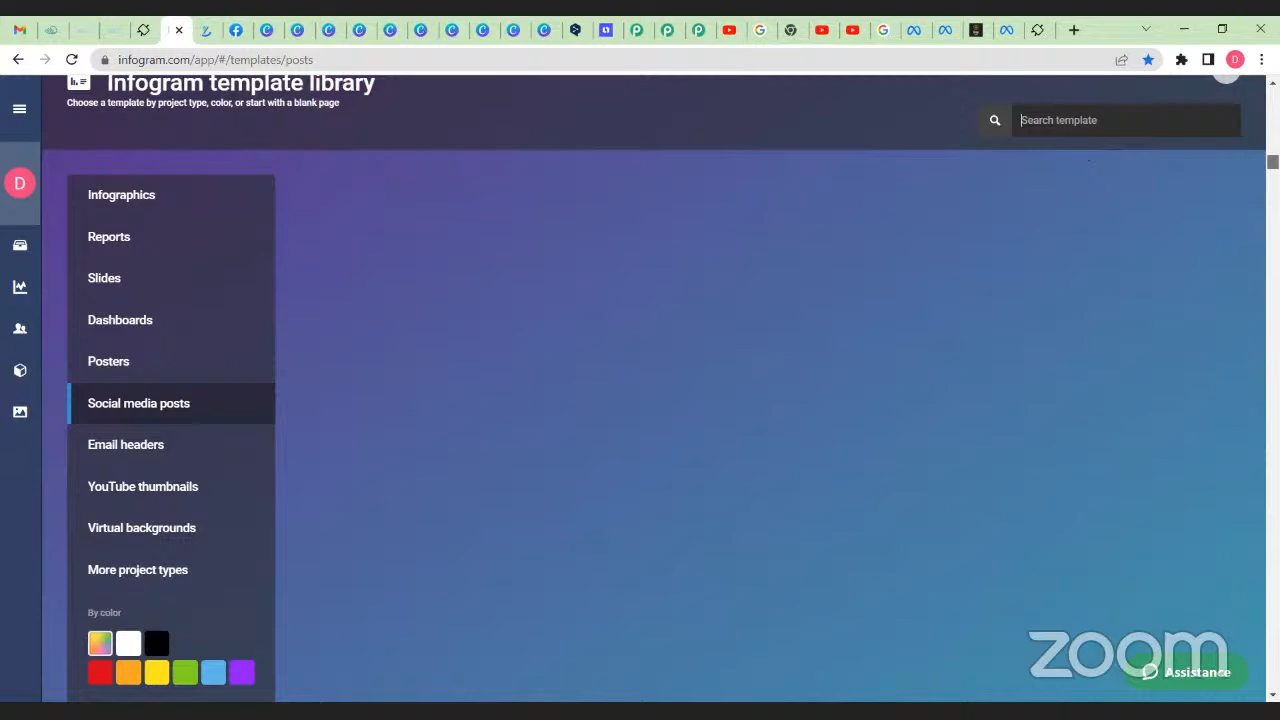 infogram.com/app/#/templates/posts
D
Infogram template library
Choose a template by project type, color, or start with a blank page
Search template
D
Infographics
Reports
Slides
Dashboards
Posters
Social media posts
Email headers
YouTube thumbnails
Virtual backgrounds
More project types
By color
zoom
Assistance